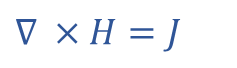 ∇ × H = J